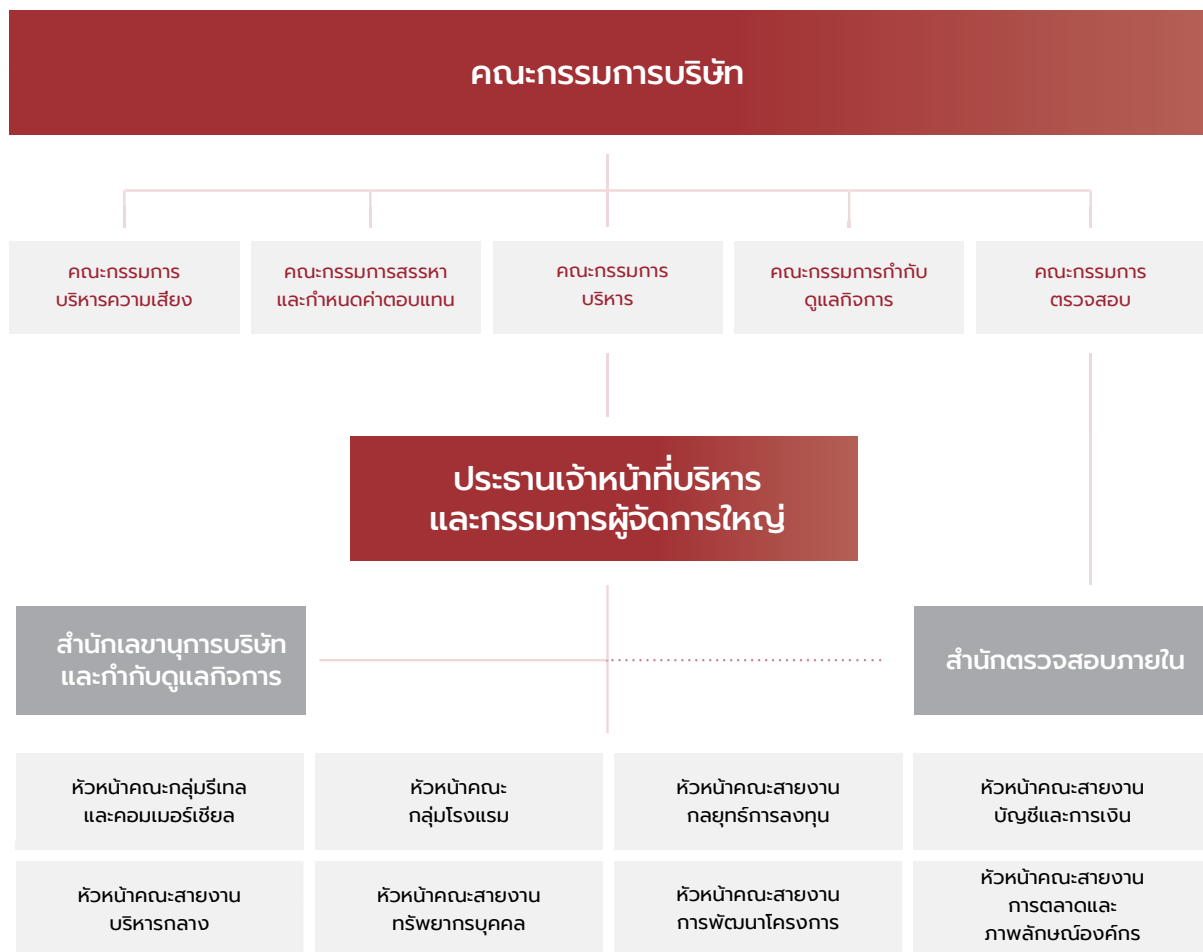 คณะกรรมการบริษัท
คณะกรรมการ
บริหารความเสี่ยง
คณะกรรมการสรรหา
และกำหนดค่าตอบแทน
คณะกรรมการ
บริหาร
คณะกรรมการกำกับ
ดูแลกิจการ
คณะกรรมการ
ตรวจสอบ
ประธานเจ้าหน้าที่บริหาร
และกรรมการผู้จัดการใหญ่
สำนักเลขานุการบริษัท
และกำกับดูแลกิจการ
สำนักตรวจสอบภายใน
หัวหน้าคณะกลุ่มรีเทล
และคอมเมอร์เชียล
หัวหน้าคณะ
กลุ่มโรงแรม
หัวหน้าคณะสายงาน
กลยุทธ์การลงทุน
หัวหน้าคณะสายงาน
บัญชีและการเงิน
หัวหน้าคณะสายงาน
บริหารกลาง
หัวหน้าคณะสายงาน
ทรัพยากรบุคคล
หัวหน้าคณะสายงาน
การพัฒนาโครงการ
หัวหน้าคณะสายงาน
การตลาดและ
ภาพลักษณ์องค์กร